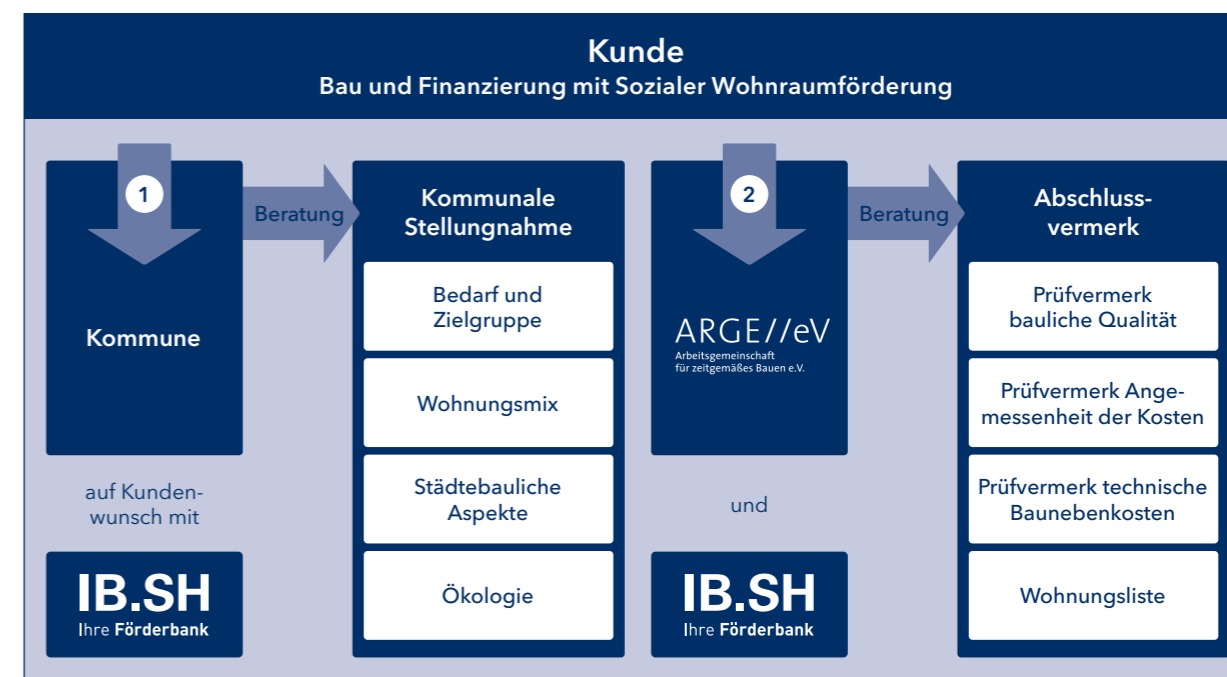 Kunde
Bau und Finanzierung mit Sozialer Wohnraumförderung
1
Kommune
auf Kunden-
wunsch mit
IB.SH
Ihre Förderbank
Beratung
Kommunale
Stellungnahme
Bedarf und
Zielgruppe
Wohnungsmix
Städtebauliche
Aspekte
Ökologie
2
ARGE//eV
Arbeitsgemeinschaft
für zeitgemäßes Bauen e.V.
und
IB.SH
Ihre Förderbank
Beratung
Abschluss-
vermerk
Prüfvermerk
bauliche Qualität
Prüfvermerk Ange-
messenheit der Kosten
Prüfvermerk technische
Baunebenkosten
Wohnungsliste